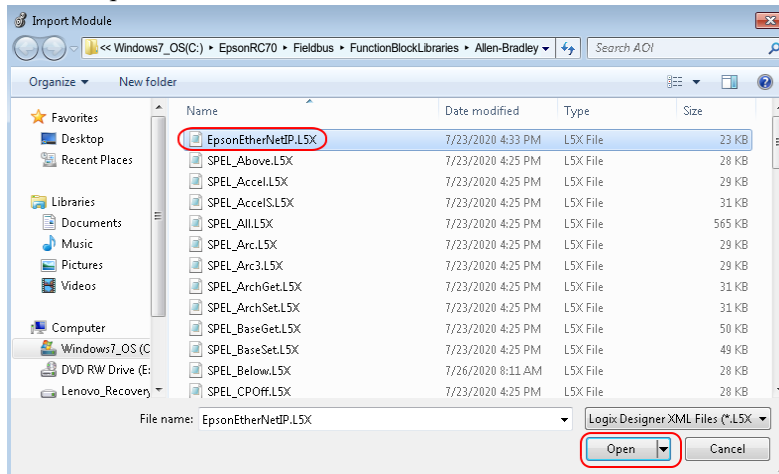 Import Module
<< Windows7_OS(C:) ▸ EpsonRC70 ▸ Fieldbus ▸ FunctionBlockLibraries ▸ Allen-Bradley Search AOI
Organize New folder
Favorites
Desktop
Recent Places
Libraries
Documents
Music
Pictures
Videos
Computer
Windows7_OS (C
DVD RW Drive (E:
Lenovo_Recovery
Name Date modified Type Size
EpsonEtherNetIP.L5X 7/23/2020 4:33 PM L5X File 23 KB
SPEL_Above.L5X 7/23/2020 4:25 PM L5X File 28 KB
SPEL_Accel.L5X 7/23/2020 4:25 PM L5X File 29 KB
SPEL_AccelS.L5X 7/23/2020 4:25 PM L5X File 31 KB
SPEL_All.L5X 7/23/2020 4:25 PM L5X File 565 KB
SPEL_Arc.L5X 7/23/2020 4:25 PM L5X File 29 KB
SPEL_Arc3.L5X 7/23/2020 4:25 PM L5X File 29 KB
SPEL_ArchGet.L5X 7/23/2020 4:25 PM L5X File 31 KB
SPEL_ArchSet.L5X 7/23/2020 4:25 PM L5X File 31 KB
SPEL_BaseGet.L5X 7/23/2020 4:25 PM L5X File 50 KB
SPEL_BaseSet.L5X 7/23/2020 4:25 PM L5X File 49 KB
SPEL_Below.L5X 7/26/2020 8:11 AM L5X File 28 KB
SPEL_CPOff.L5X 7/23/2020 4:25 PM L5X File 28 KB
File name: EpsonEtherNetIP.L5X Logix Designer XML Files (*.L5X
Open Cancel